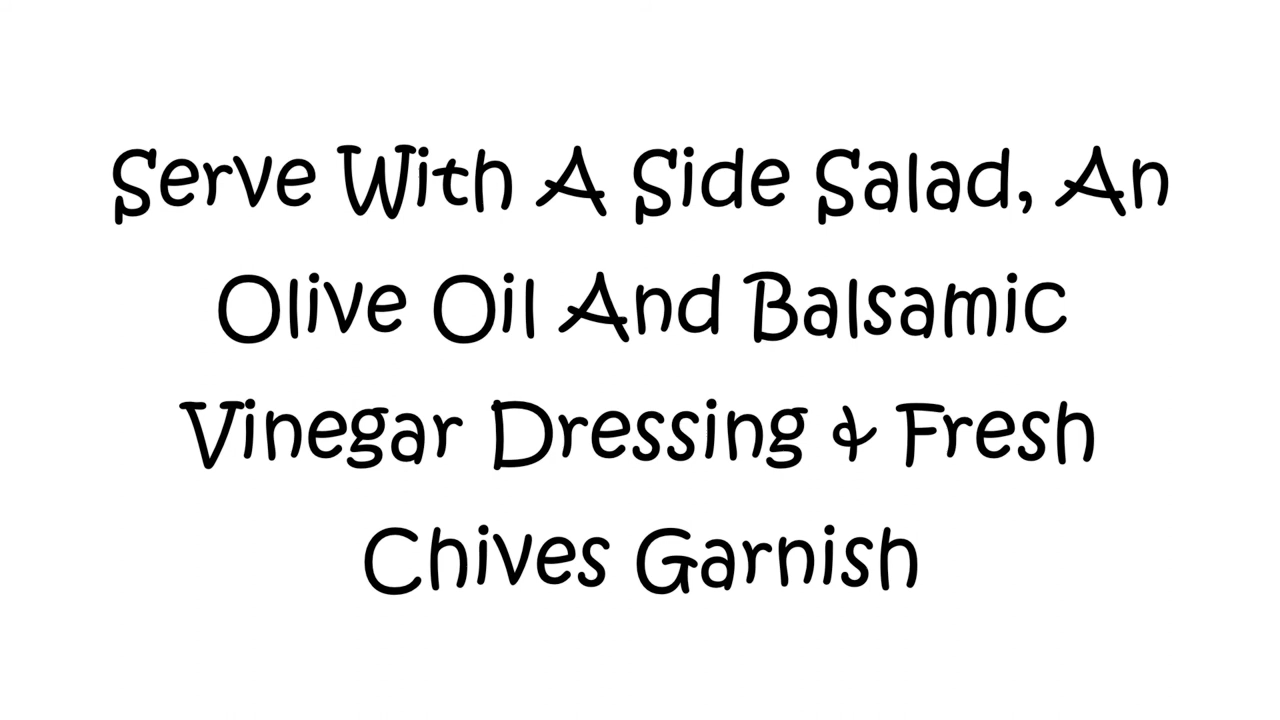 Serve With A Side Salad, An
Olive Oil And Balsamic
Vinegar Dressing & Fresh
Chives Garnish